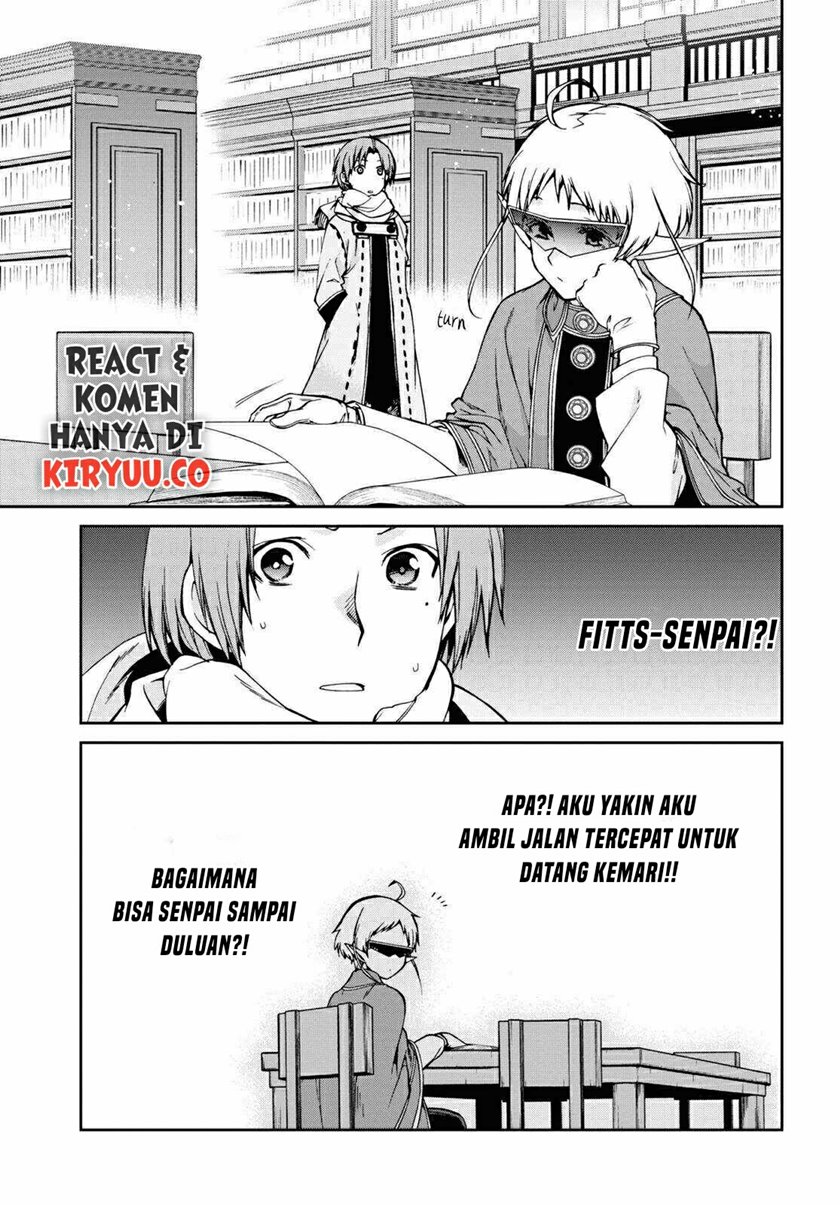 turn
REACT &
KOMEN
HANYA DI
KIRYUU.CO
FITTS-SENPAI?!
APA?! AKU YAKIN AKU
AMBIL JALAN TERCEPAT UNTUK
DATANG KEMARI!!
BAGAIMANA
BISA SENPAI SAMPAI
DULUAN?!